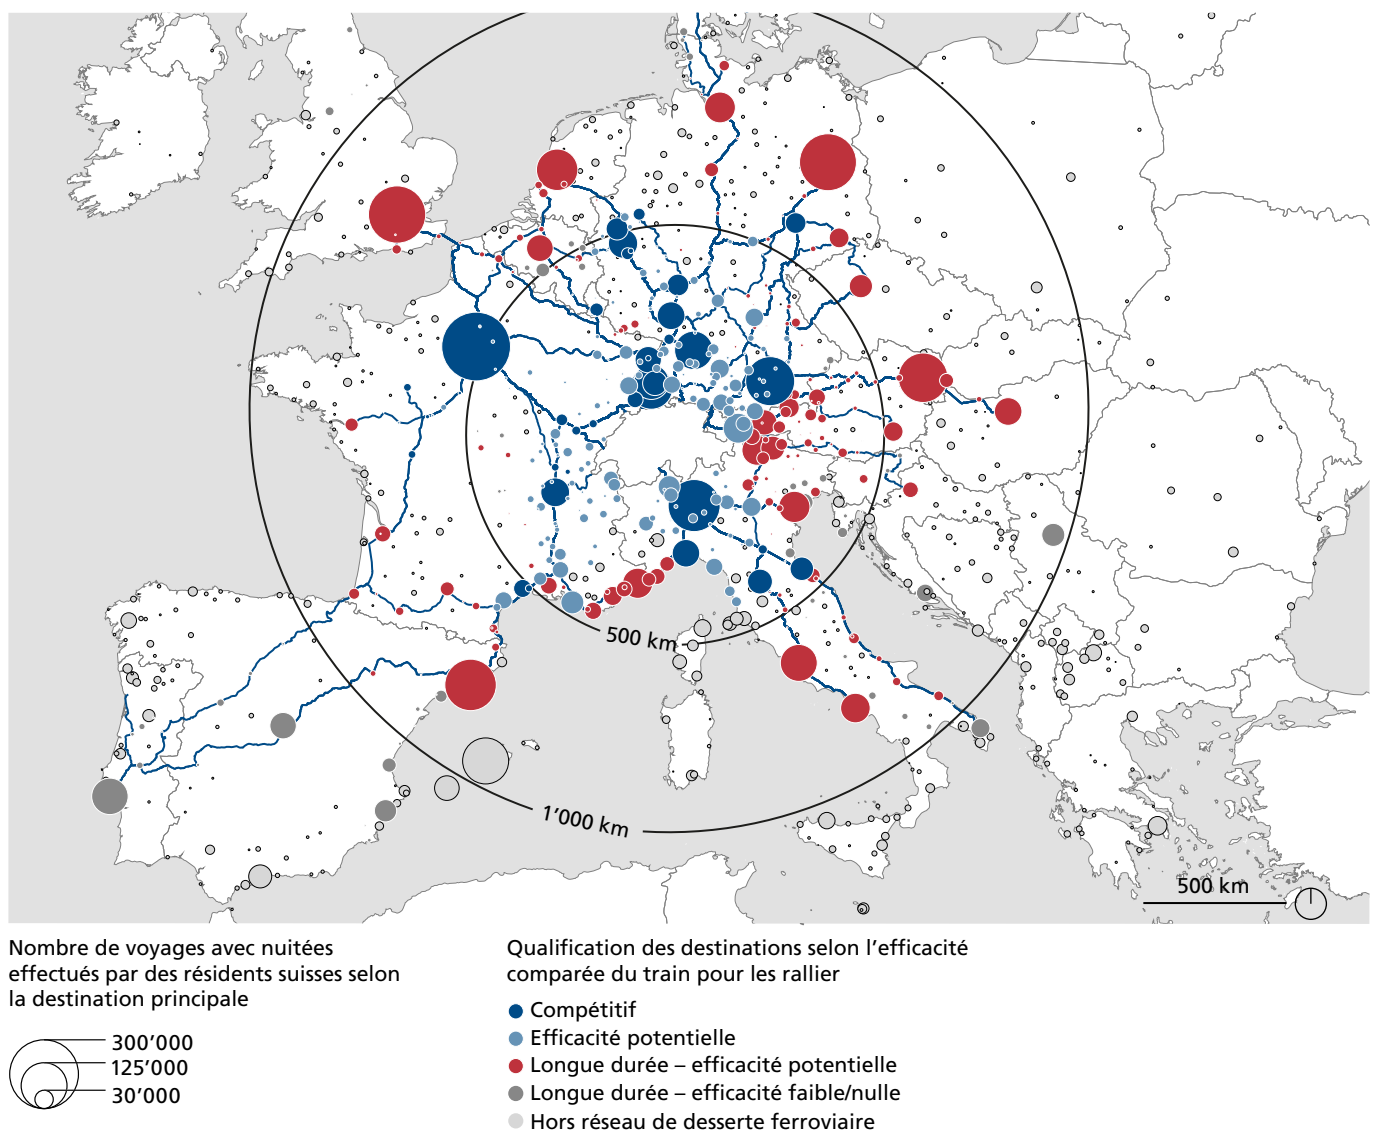 500 km
1’000 km
500 km
Nombre de voyages avec nuitées
effectués par des résidents suisses selon
la destination principale
300’000
125’000
30’000
Qualification des destinations selon l’efficacité
comparée du train pour les rallier
Compétitif
Efficacité potentielle
Longue durée – efficacité potentielle
Longue durée – efficacité faible/nulle
Hors réseau de desserte ferroviaire